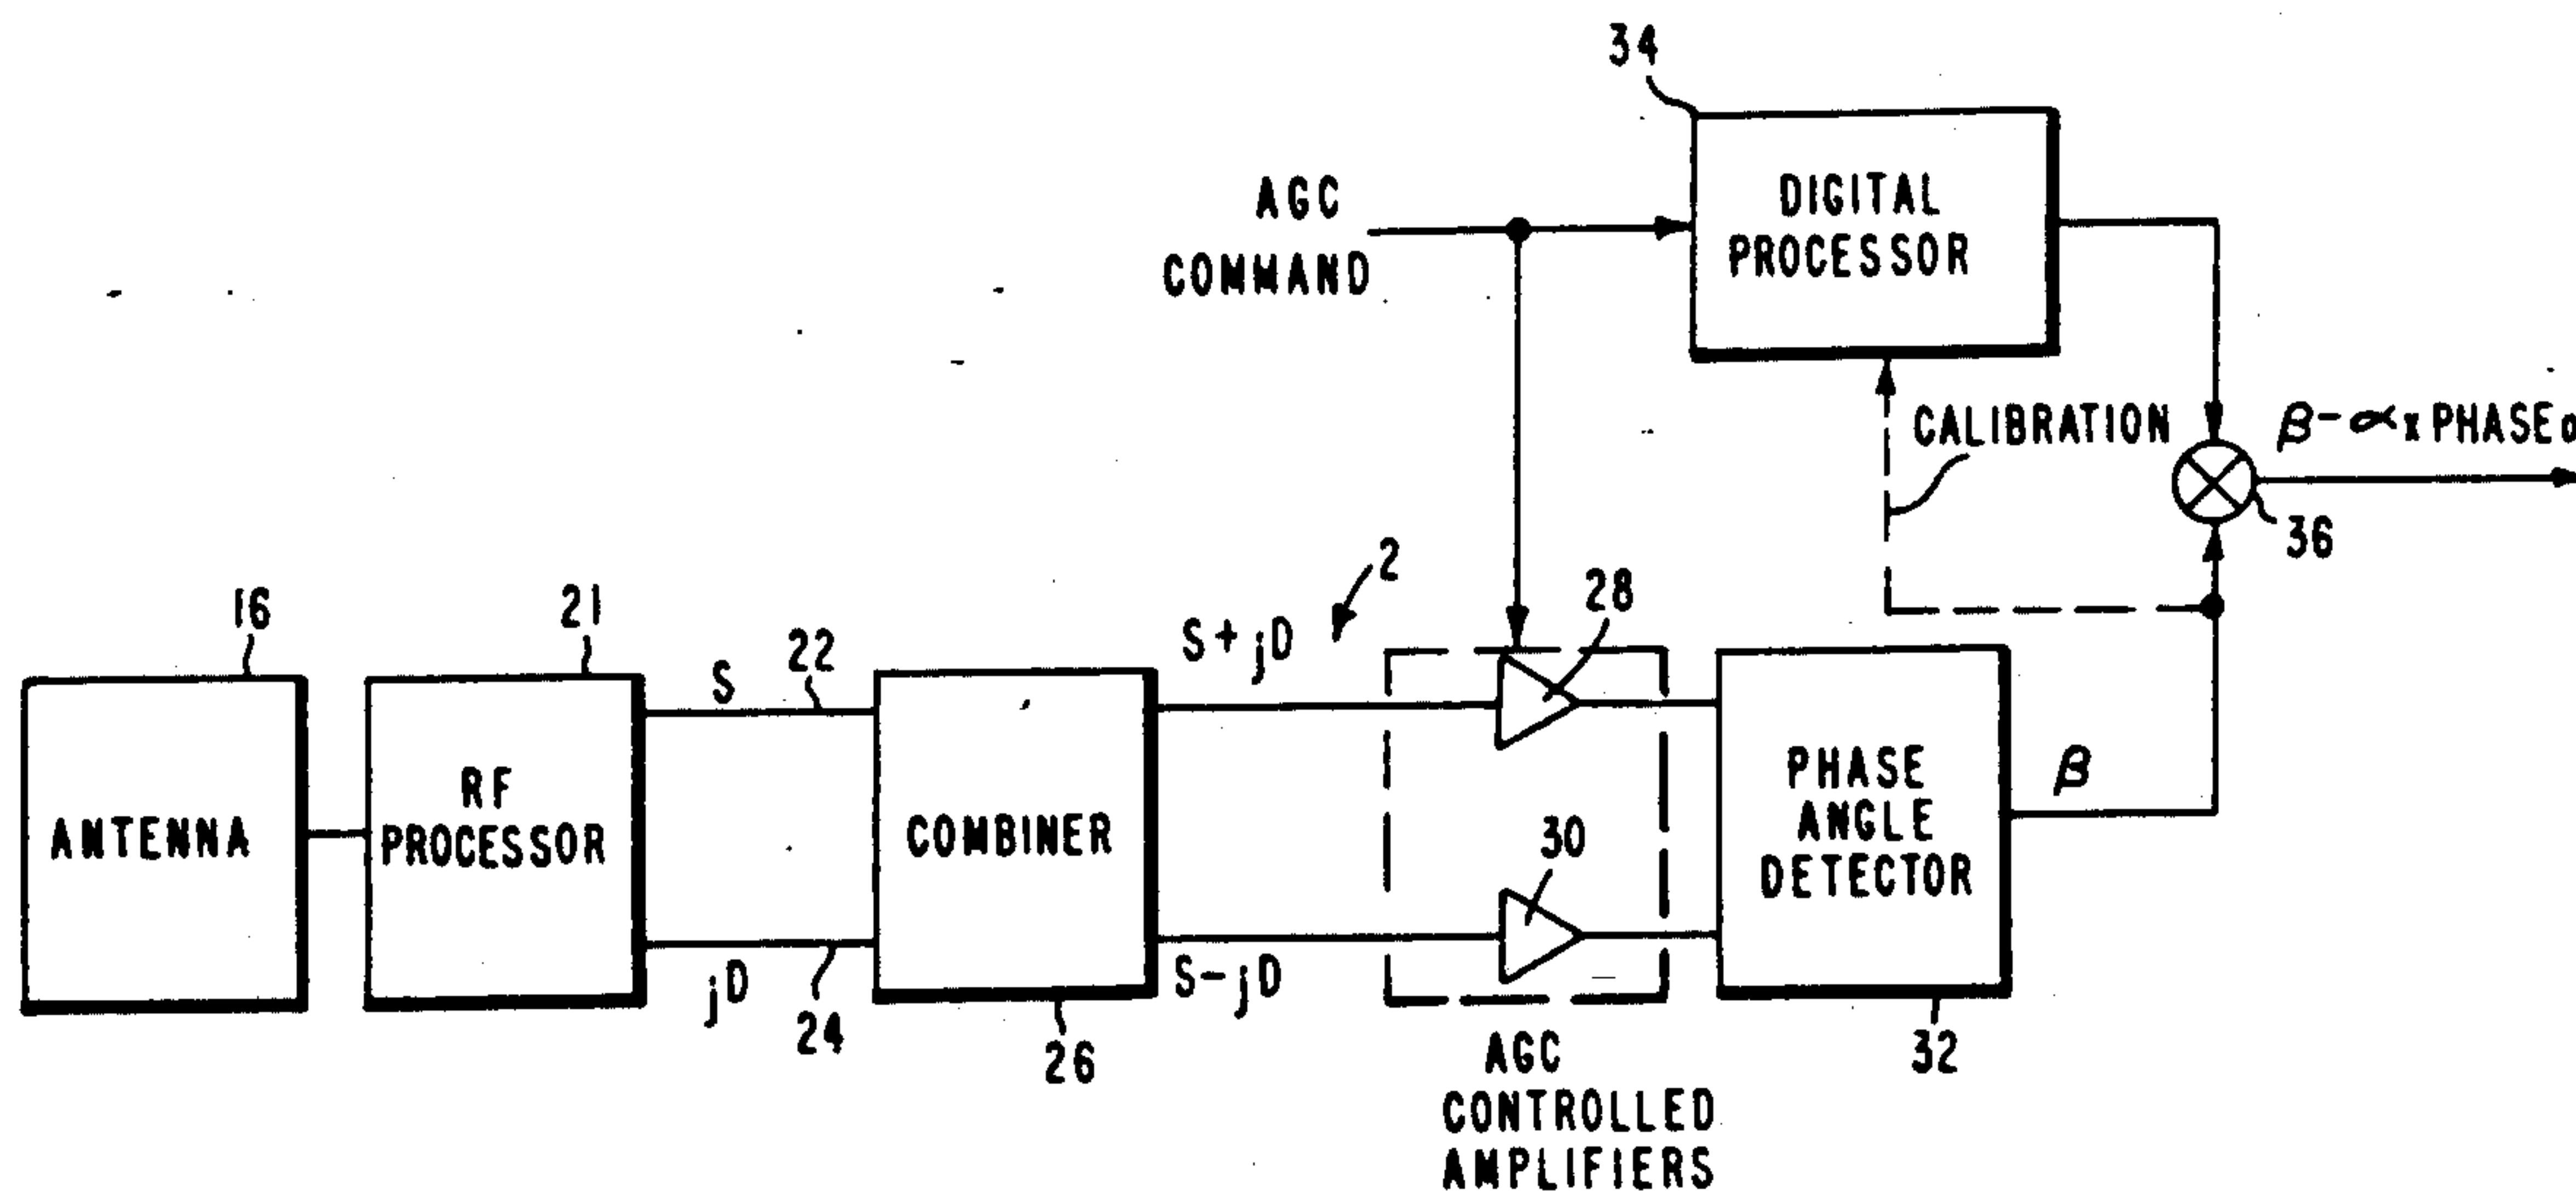 34
AGC
COMMAND
DIGITAL
PROCESSOR
CALIBRATION
β-αx PHASE
36
2
28
16
21
S
22
S+jD
ANTENNA
RF
PROCESSOR
COMBINER
30
PHASE
ANGLE
DETECTOR
β
jD
24
S-jD
26
32
AGC
CONTROLLED
AMPLIFIERS